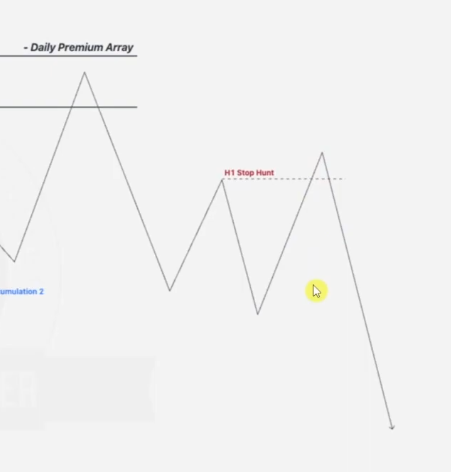 - Daily Premium Array
H1 Stop Hunt
umulation 2